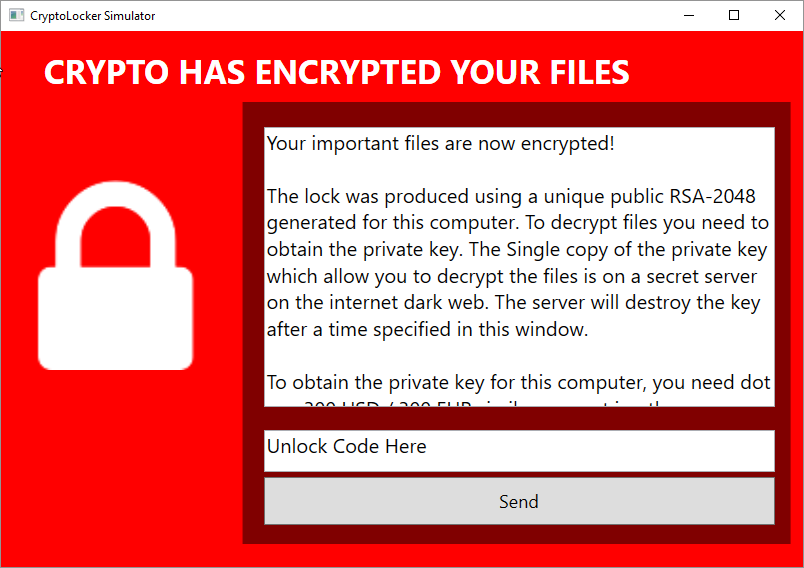 CryptoLocker Simulator
CRYPTO HAS ENCRYPTED YOUR FILES
Your important files are now encrypted!
The lock was produced using a unique public RSA-2048
generated for this computer. To decrypt files you need to
obtain the private key. The Single copy of the private key
which allow you to decrypt the files is on a secret server
on the internet dark web. The server will destroy the key
after a time specified in this window.
To obtain the private key for this computer, you need dot
300 USD / 300 EUR
Unlock Code Here
Send